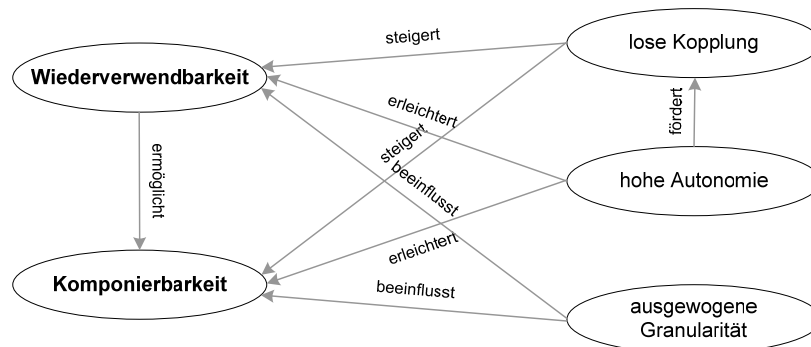 steigert
lose Kopplung
Wiederverwendbarkeit
erleichtert
fördert
steigert
ermöglicht
beeinflusst
hohe Autonomie
erleichtert
Komponierbarkeit
beeinflusst
ausgewogene
Granularität